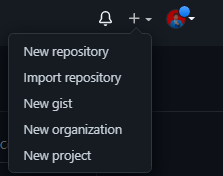 New repository
Import repository
New gist
New organization
New project